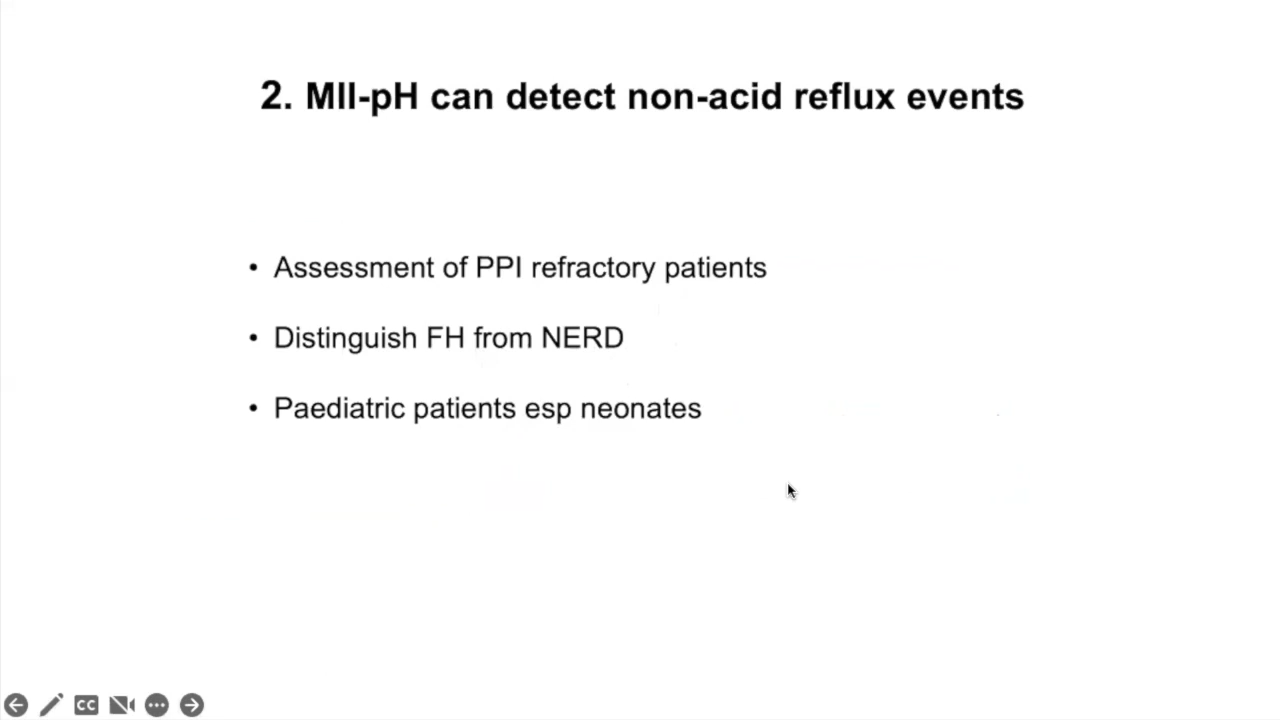 2. MII-pH can detect non-acid reflux events
• Assessment of PPI refractory patients
• Distinguish FH from NERD
• Paediatric patients esp neonates
CC